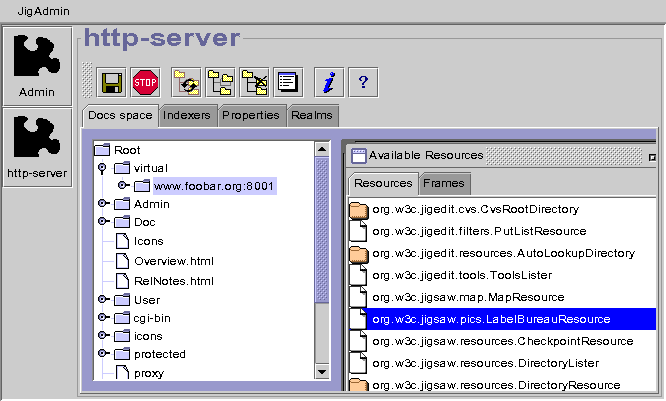 JigAdmin
http-server
Admin
http-server
STOP
i ?
Docs space Indexers Properties Realms
Root
virtual
www.foobar.org:8001
Admin
Doc
Icons
Overview.html
RelNotes.html
User
cgi-bin
icons
protected
proxy
Available Resources
Resources Frames
org.w3c.jigedit.cvs.CvsRootDirectory
org.w3c.jigedit.filters.PutListResource
org.w3c.jigedit.resources.AutoLookupDirectory
org.w3c.jigedit.tools.ToolsLister
org.w3c.jigsaw.map.MapResource
org.w3c.jigsaw.pics.LabelBureauResource
org.w3c.jigsaw.resources.CheckpointResource
org.w3c.jigsaw.resources.DirectoryLister
org.w3c.jigsaw.resources.DirectoryResource